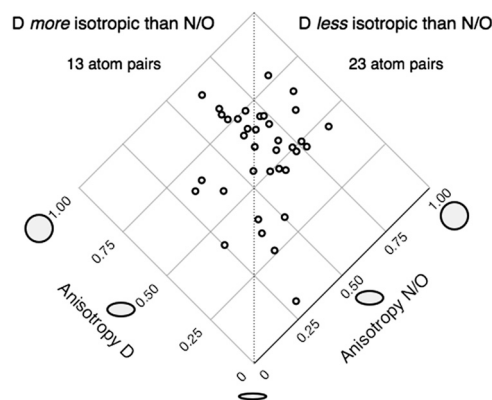 D more isotropic than N/O
D less isotropic than N/O
13 atom pairs
23 atom pairs
1.00
1.00
0.75
0.75
0.50
0.50
Anisotropy D
Anisotropy N/O
0.25
0.25
0
0